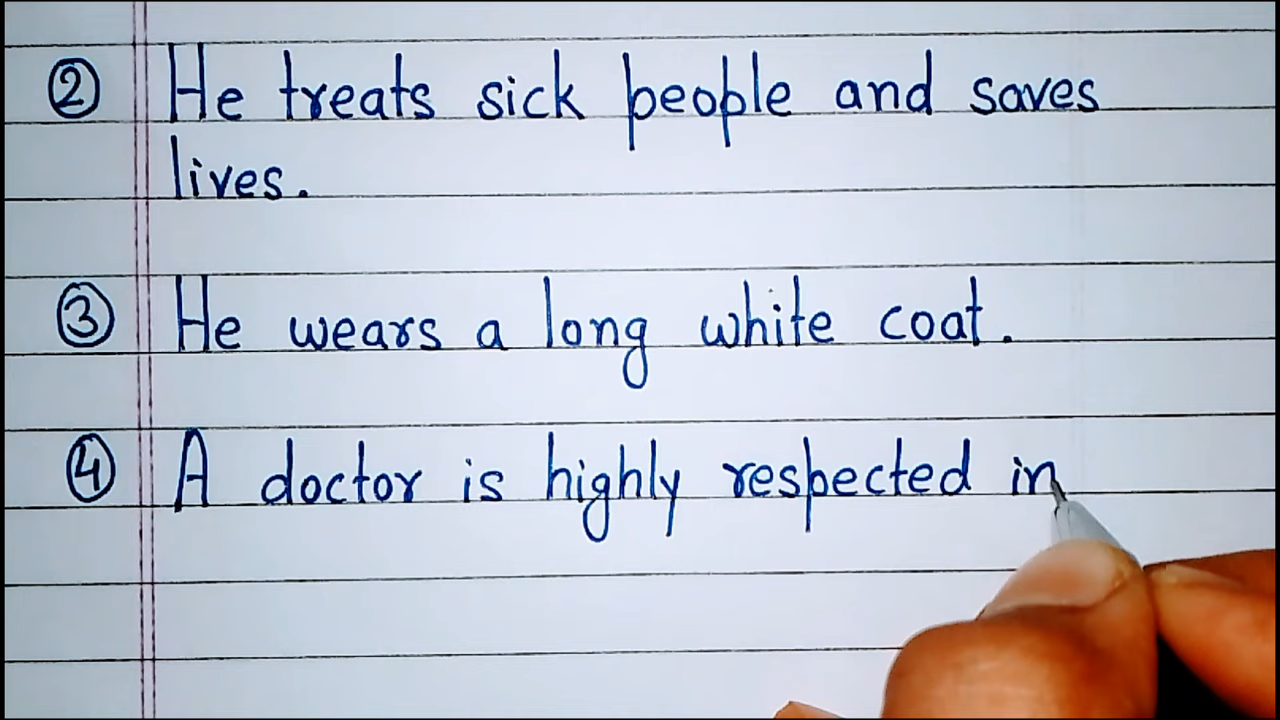 ② He treats sick people and saves
lives.
③ He wears a long white coat.
④ A doctor is highly respected in